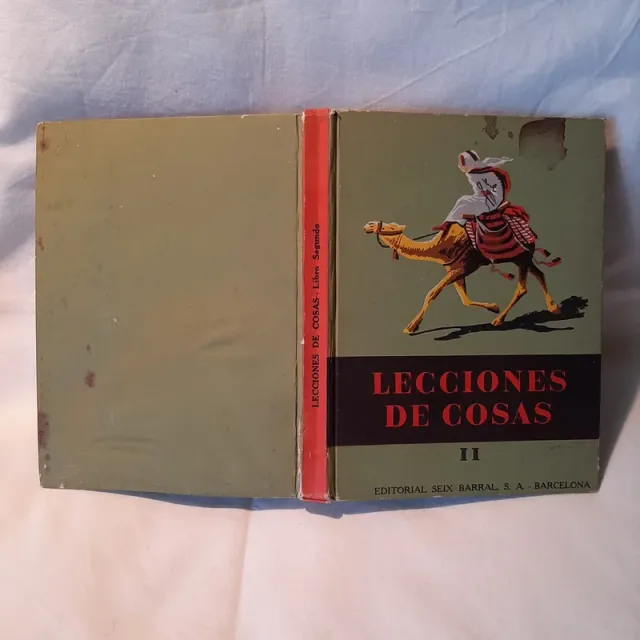 LECCIONES DE COSAS - Libro Segundo
LECCIONES
DE COSAS
II
EDITORIAL SEIX BARRAL, S. A. - BARCELONA